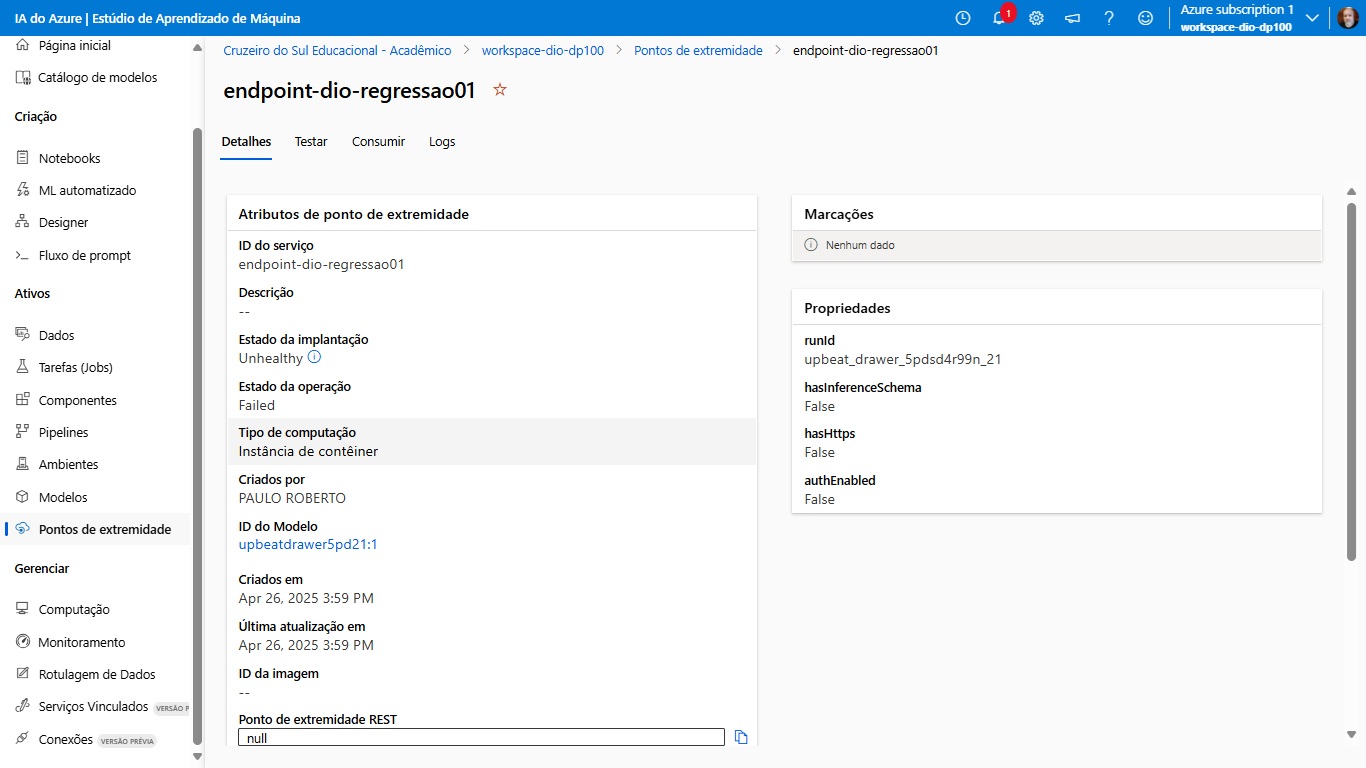 IA do Azure | Estúdio de Aprendizado de Máquina
1
Azure subscription 1
workspace-dio-dp100
Página inicial
Catálogo de modelos
Criação
Notebooks
ML automatizado
Designer
Fluxo de prompt
Ativos
Dados
Tarefas (Jobs)
Componentes
Pipelines
Ambientes
Modelos
Pontos de extremidade
Gerenciar
Computação
Monitoramento
Rotulagem de Dados
Serviços Vinculados VERSÃO P
Conexões VERSÃO PRÉVIA
Cruzeiro do Sul Educacional - Acadêmico > workspace-dio-dp100 > Pontos de extremidade > endpoint-dio-regressao01
endpoint-dio-regressao01
Detalhes Testar Consumir Logs
Atributos de ponto de extremidade
ID do serviço
endpoint-dio-regressao01
Descrição
--
Estado da implantação
Unhealthy
Estado da operação
Failed
Tipo de computação
Instância de contêiner
Criados por
PAULO ROBERTO
ID do Modelo
upbeatdrawer5pd21:1
Criados em
Apr 26, 2025 3:59 PM
Última atualização em
Apr 26, 2025 3:59 PM
ID da imagem
--
Ponto de extremidade REST
null
Marcações
Nenhum dado
Propriedades
runId
upbeat_drawer_5pdsd4r99n_21
hasInferenceSchema
False
hasHttps
False
authEnabled
False